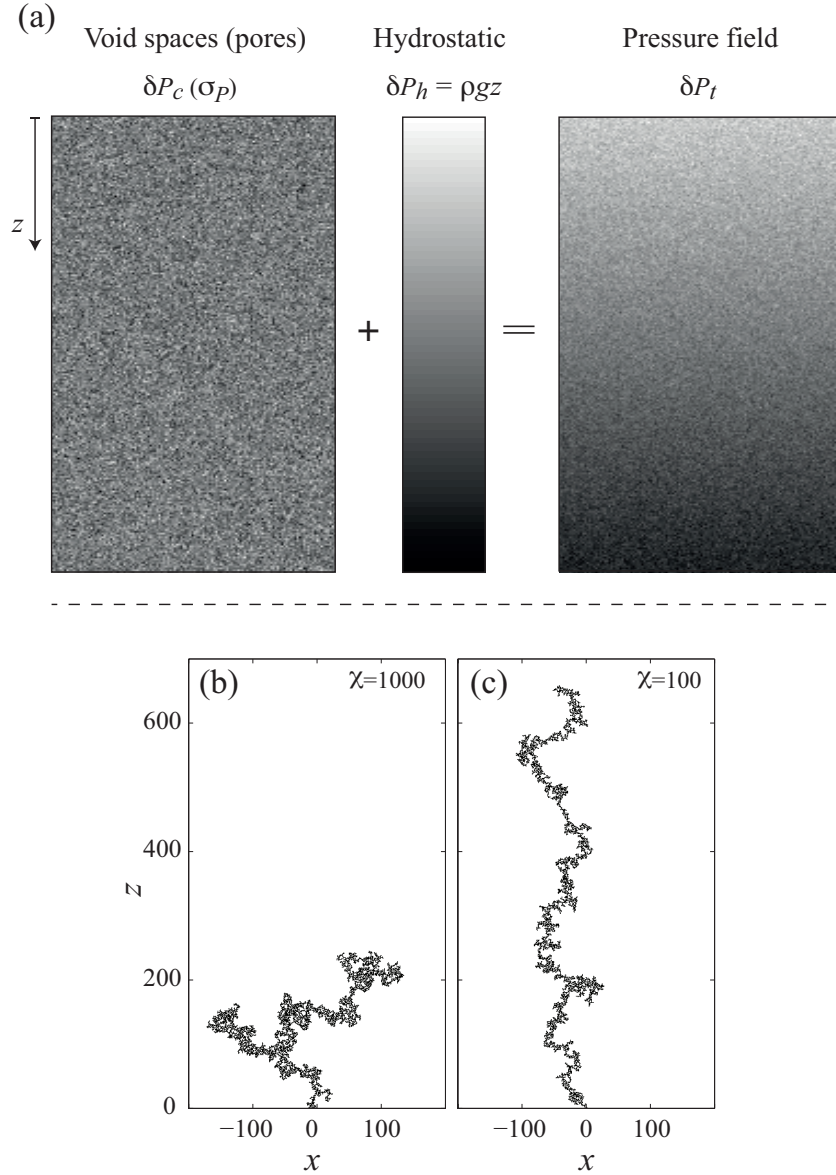 (a)
Void spaces (pores) Hydrostatic Pressure field
δPc (σP) δPh = ρgz δPt
z
+ =
(b) χ=1000 (c) χ=100
600
400
z
200
0
−100 0 100 −100 0 100
x x